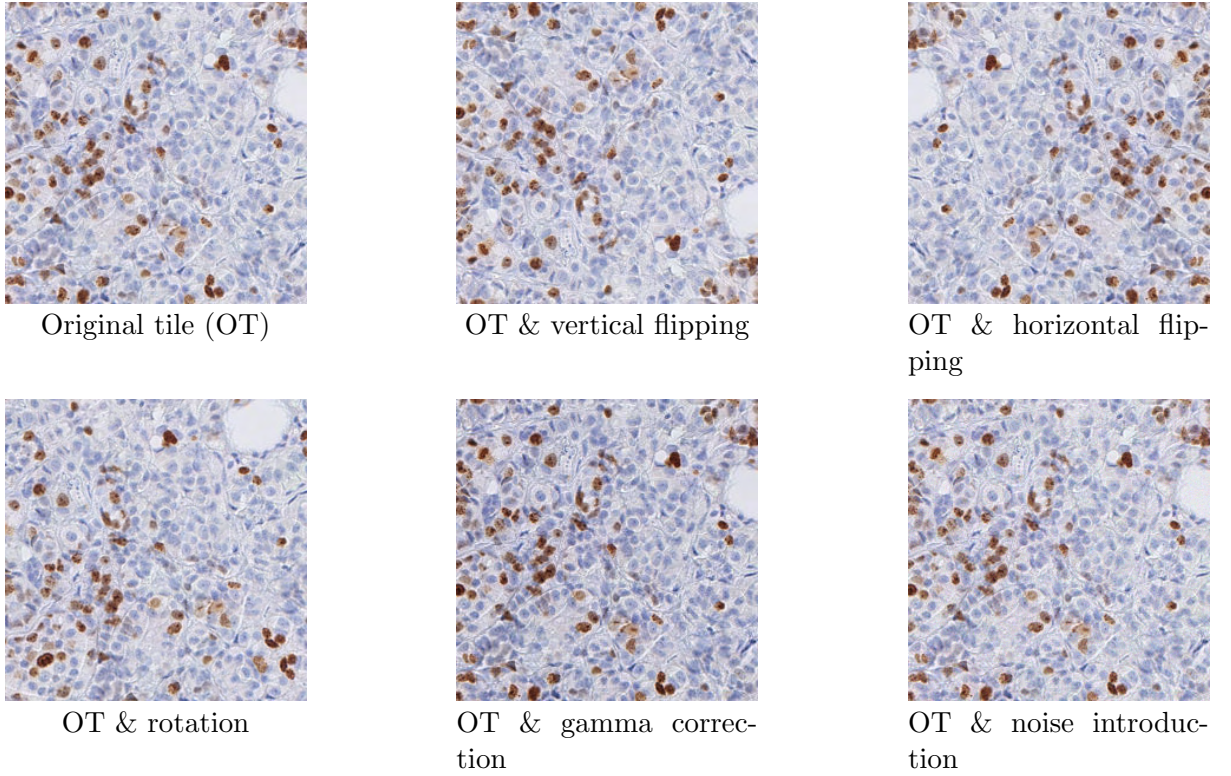 Original tile (OT)
OT & vertical flipping
OT & horizontal flip-
ping
OT & rotation
OT & gamma correc-
tion
OT & noise introduc-
tion